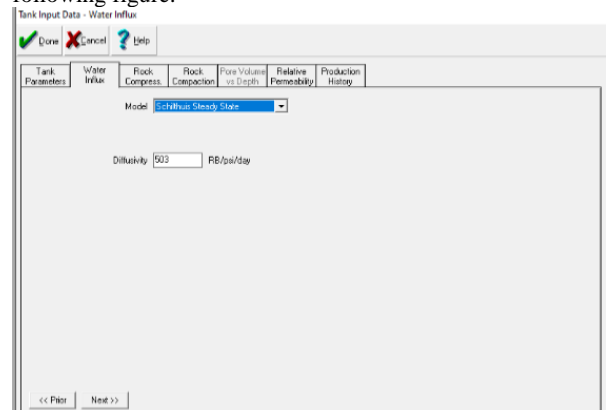 following figure.
Tank Input Data - Water Influx
Done Cancel ? Help
Tank Parameters Water Influx Rock Compress. Rock Compaction Pore Volume vs Depth Relative Permeability Production History
Model Schilthuis Steady State
Diffusivity 503 RB/psi/day
<< Prior Next >>